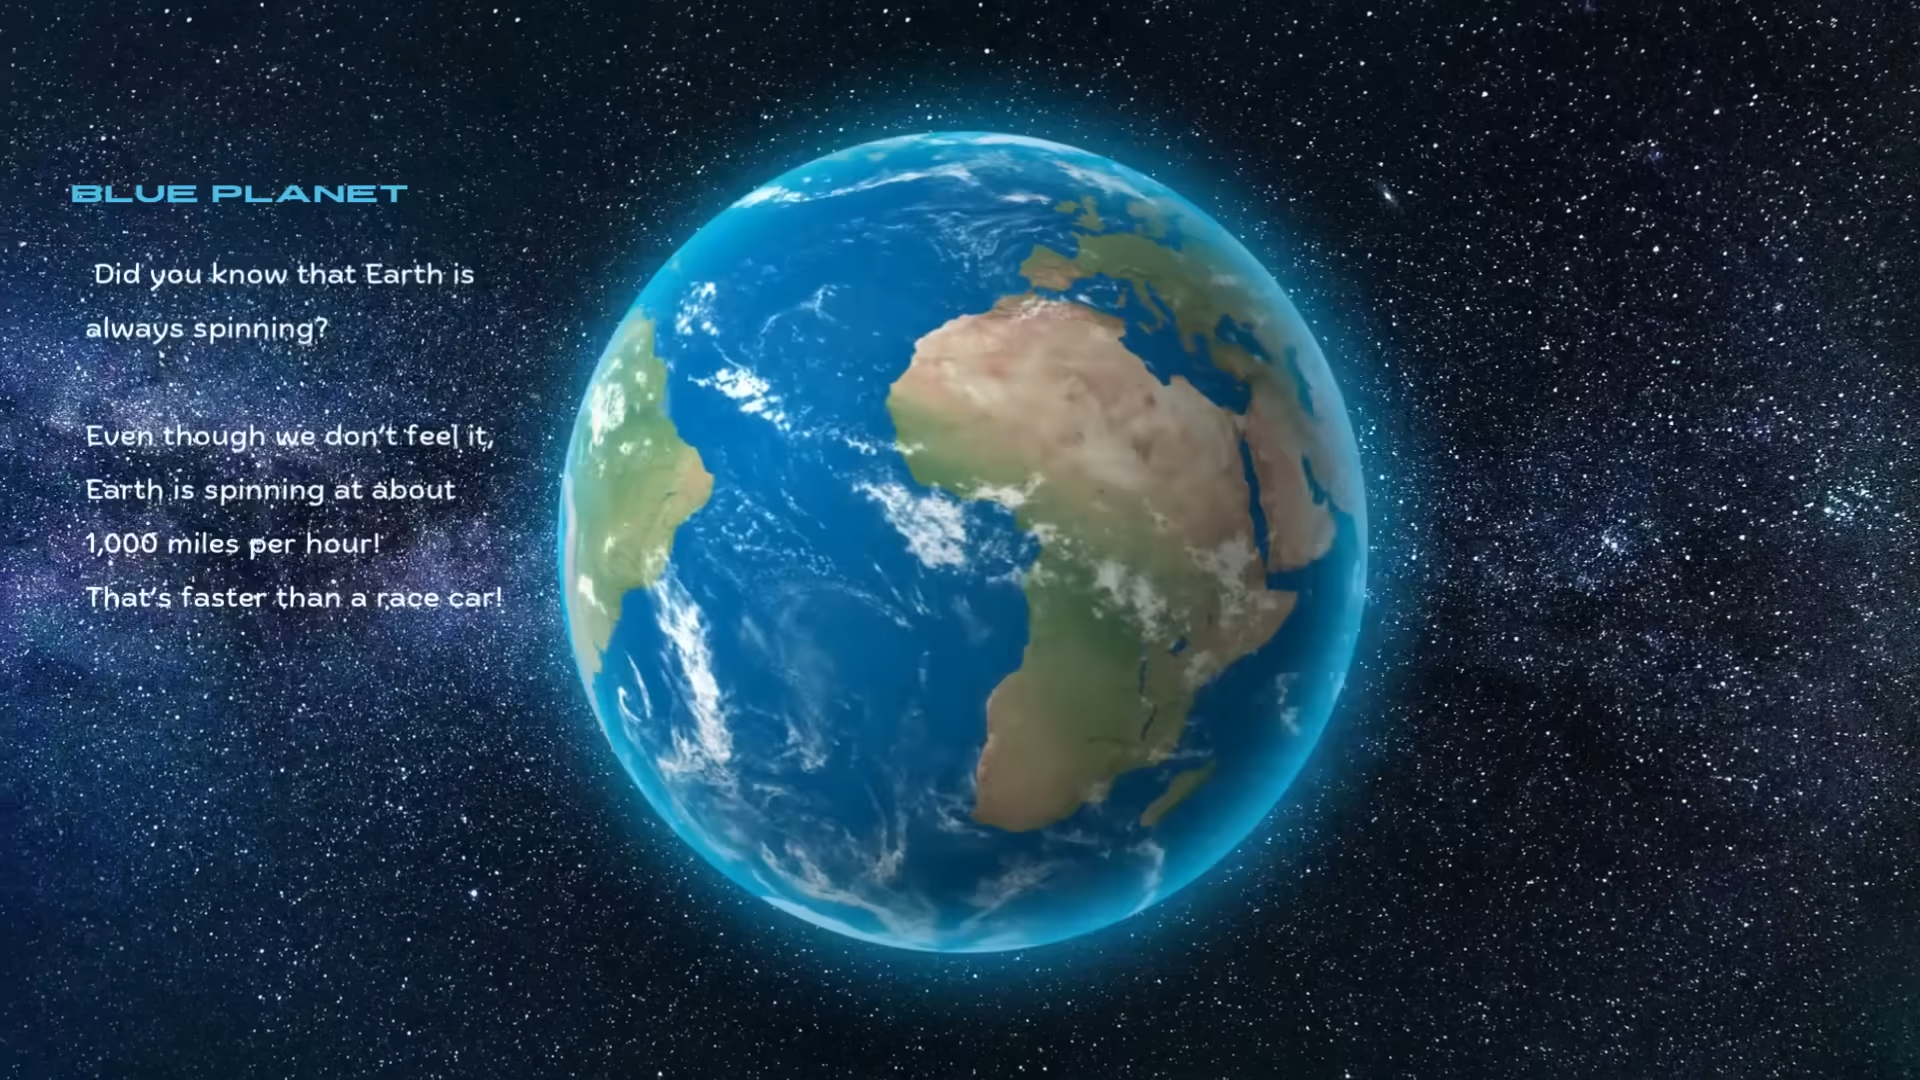 BLUE PLANET
Did you know that Earth is
always spinning?
Even though we don't feel it,
Earth is spinning at about
1,000 miles per hour!
That's faster than a race car!